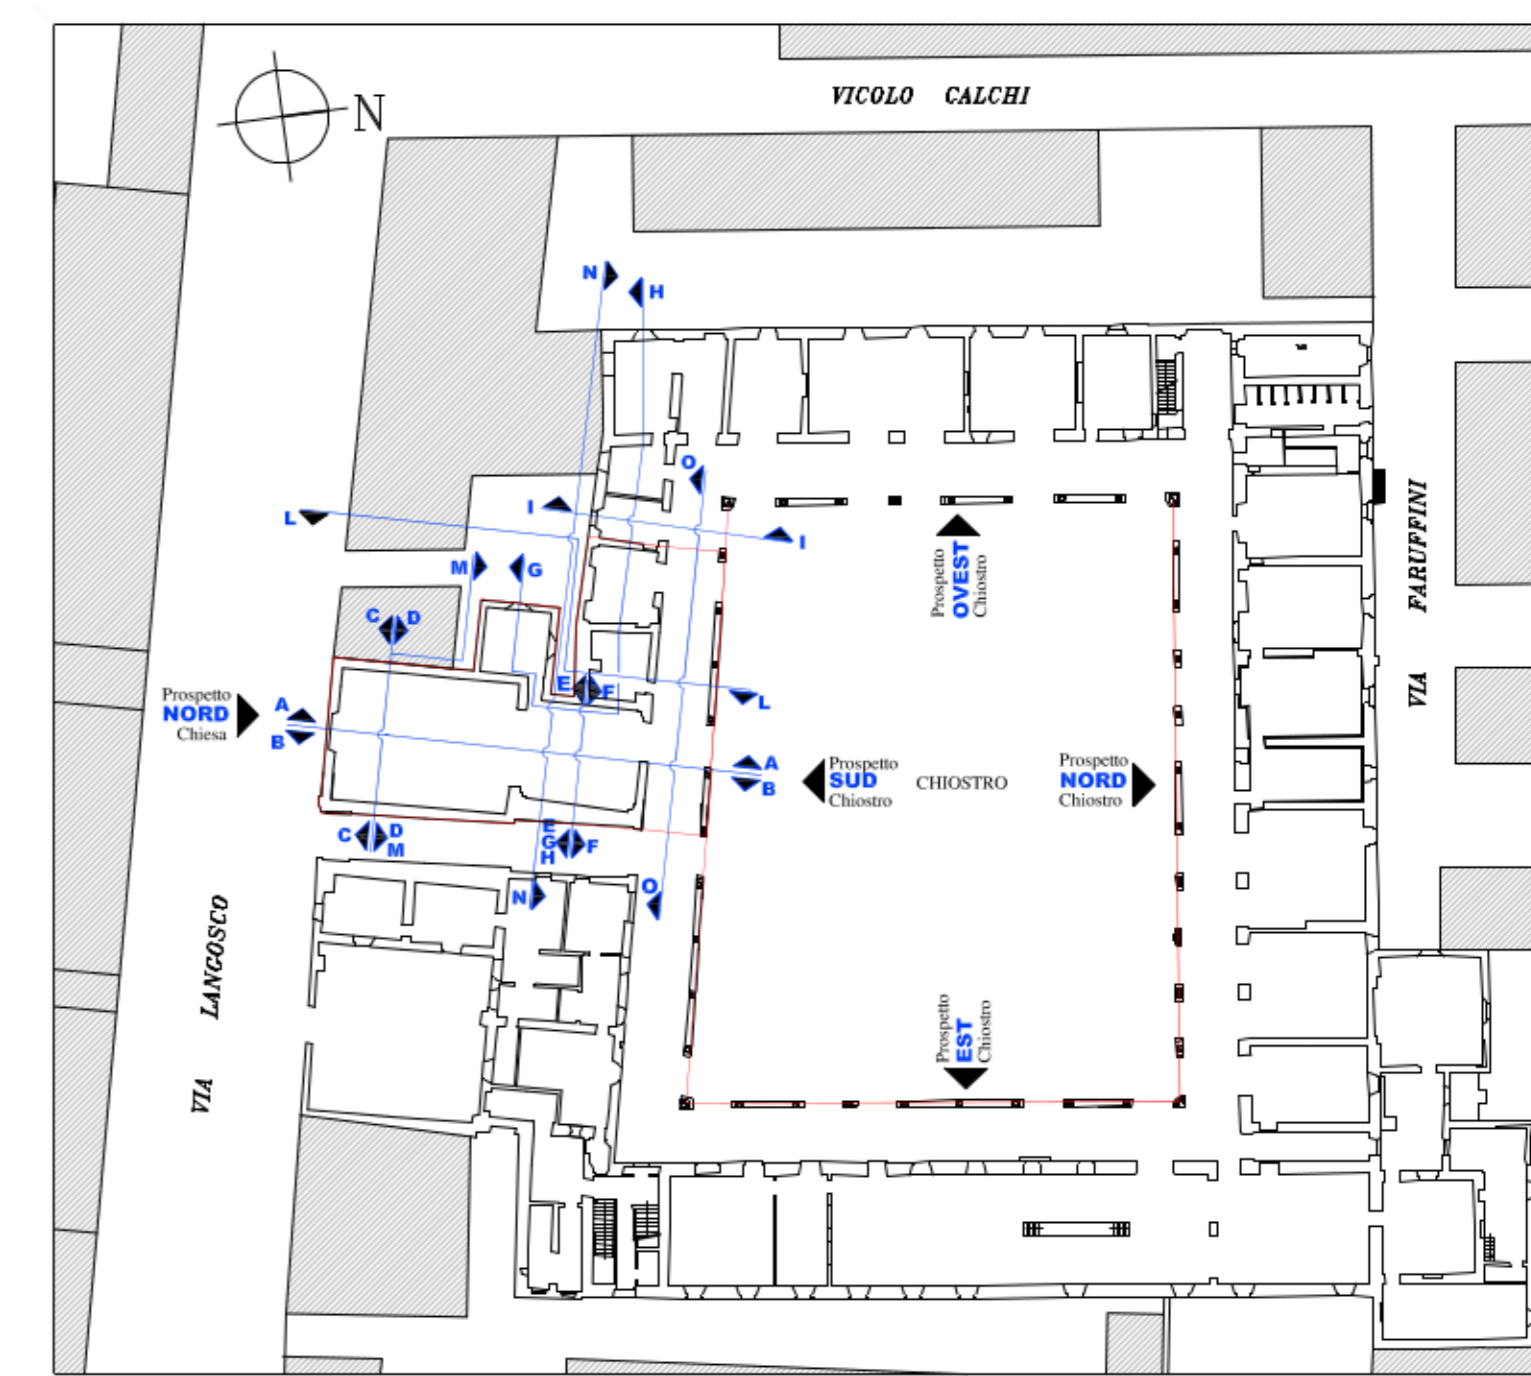 VICOLO CALCHI
N
N
H
O
I
I
L
M
G
C
D
E
F
L
Prospetto
NORD
Chiesa
A
B
A
B
Prospetto
OVEST
Chiostro
Prospetto
SUD
Chiostro
CHIOSTRO
Prospetto
NORD
Chiostro
VIA FARUFFINI
C
D
M
E
G
H
F
N
O
VIA LANGOSCO
Prospetto
EST
Chiostro